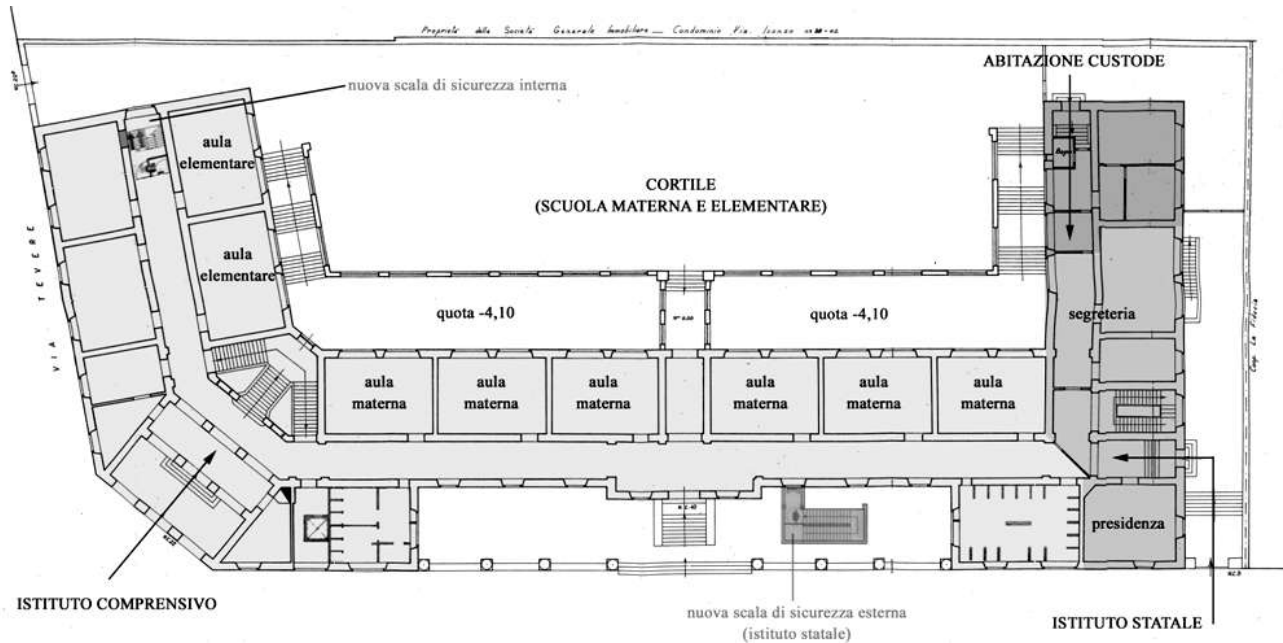 Proprietà della Società Generale Immobiliare — Condominio Via Isonzo
ABITAZIONE CUSTODE
nuova scala di sicurezza interna
aula
elementare
CORTILE
(SCUOLA MATERNA E ELEMENTARE)
aula
elementare
VIA TEVERE
quota -4,10
quota -4,10
segreteria
aula
materna
aula
materna
aula
materna
aula
materna
aula
materna
aula
materna
presidenza
ISTITUTO COMPRENSIVO
nuova scala di sicurezza esterna
(istituto statale)
ISTITUTO STATALE